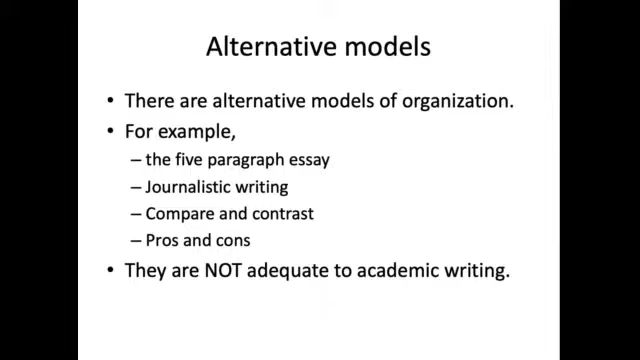 Alternative models
• There are alternative models of organization.
• For example,
– the five paragraph essay
– Journalistic writing
– Compare and contrast
– Pros and cons
• They are NOT adequate to academic writing.